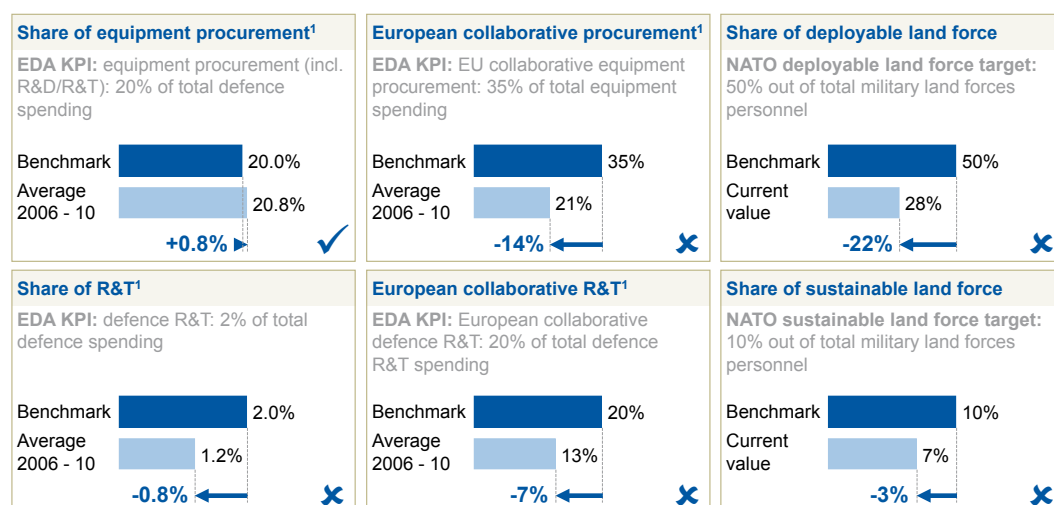 Share of equipment procurement¹
EDA KPI: equipment procurement (incl.
R&D/R&T): 20% of total defence
spending
Benchmark
20.0%
Average
2006 - 10
20.8%
+0.8%
European collaborative procurement¹
EDA KPI: EU collaborative equipment
procurement: 35% of total equipment
spending
Benchmark
35%
Average
2006 - 10
21%
-14%
Share of deployable land force
NATO deployable land force target:
50% out of total military land forces
personnel
Benchmark
50%
Current
value
28%
-22%
Share of R&T¹
EDA KPI: defence R&T: 2% of total
defence spending
Benchmark
2.0%
Average
2006 - 10
1.2%
-0.8%
European collaborative R&T¹
EDA KPI: European collaborative
defence R&T: 20% of total defence
R&T spending
Benchmark
20%
Average
2006 - 10
13%
-7%
Share of sustainable land force
NATO sustainable land force target:
10% out of total military land forces
personnel
Benchmark
10%
Current
value
7%
-3%